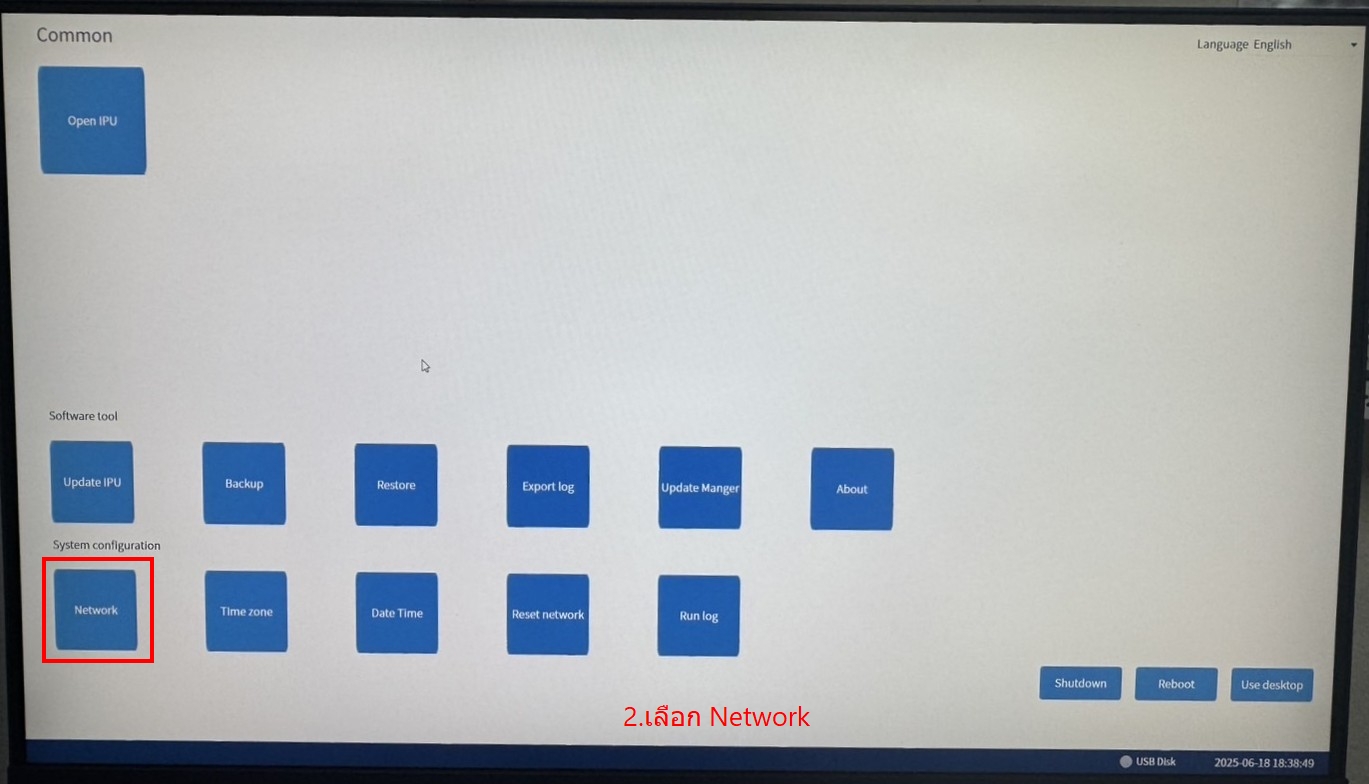 Common
Language English
Open IPU
Software tool
Update IPU
Backup
Restore
Export log
Update Manger
About
System configuration
Network
Time zone
Date Time
Reset network
Run log
Shutdown
Reboot
Use desktop
2.เลือก Network
USB Disk
2025-06-18 18:38:49